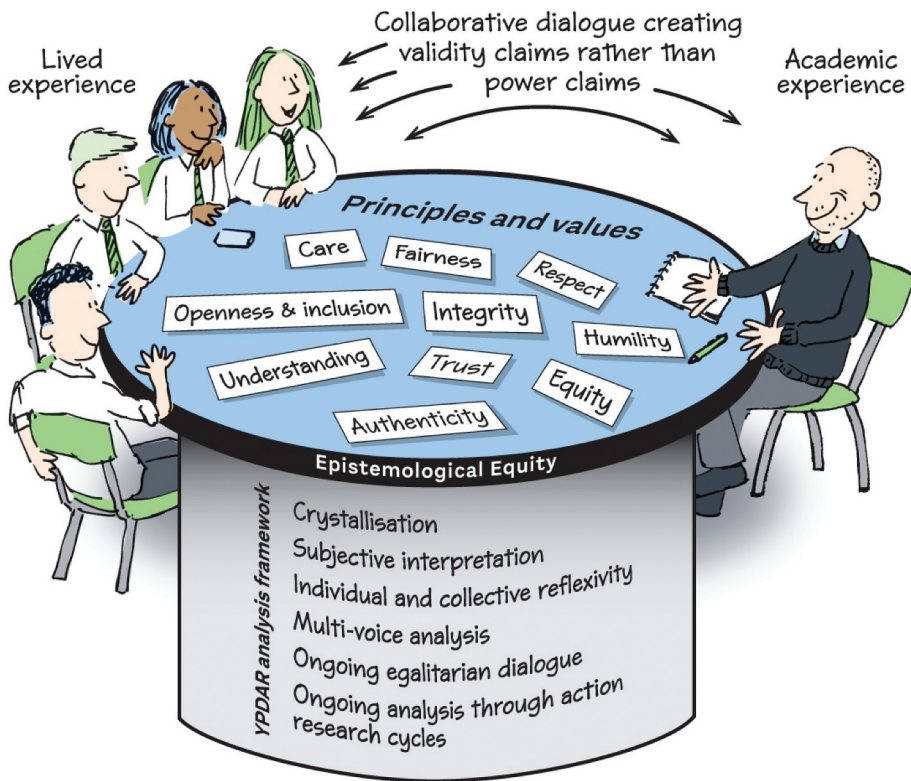 Collaborative dialogue creating
validity claims rather than
power claims
Lived
experience
Academic
experience
Principles and values
Care
Fairness
Respect
Openness & inclusion
Integrity
Humility
Understanding
Trust
Equity
Authenticity
Epistemological Equity
YPDAR analysis framework
Crystallisation
Subjective interpretation
Individual and collective reflexivity
Multi-voice analysis
Ongoing egalitarian dialogue
Ongoing analysis through action
research cycles